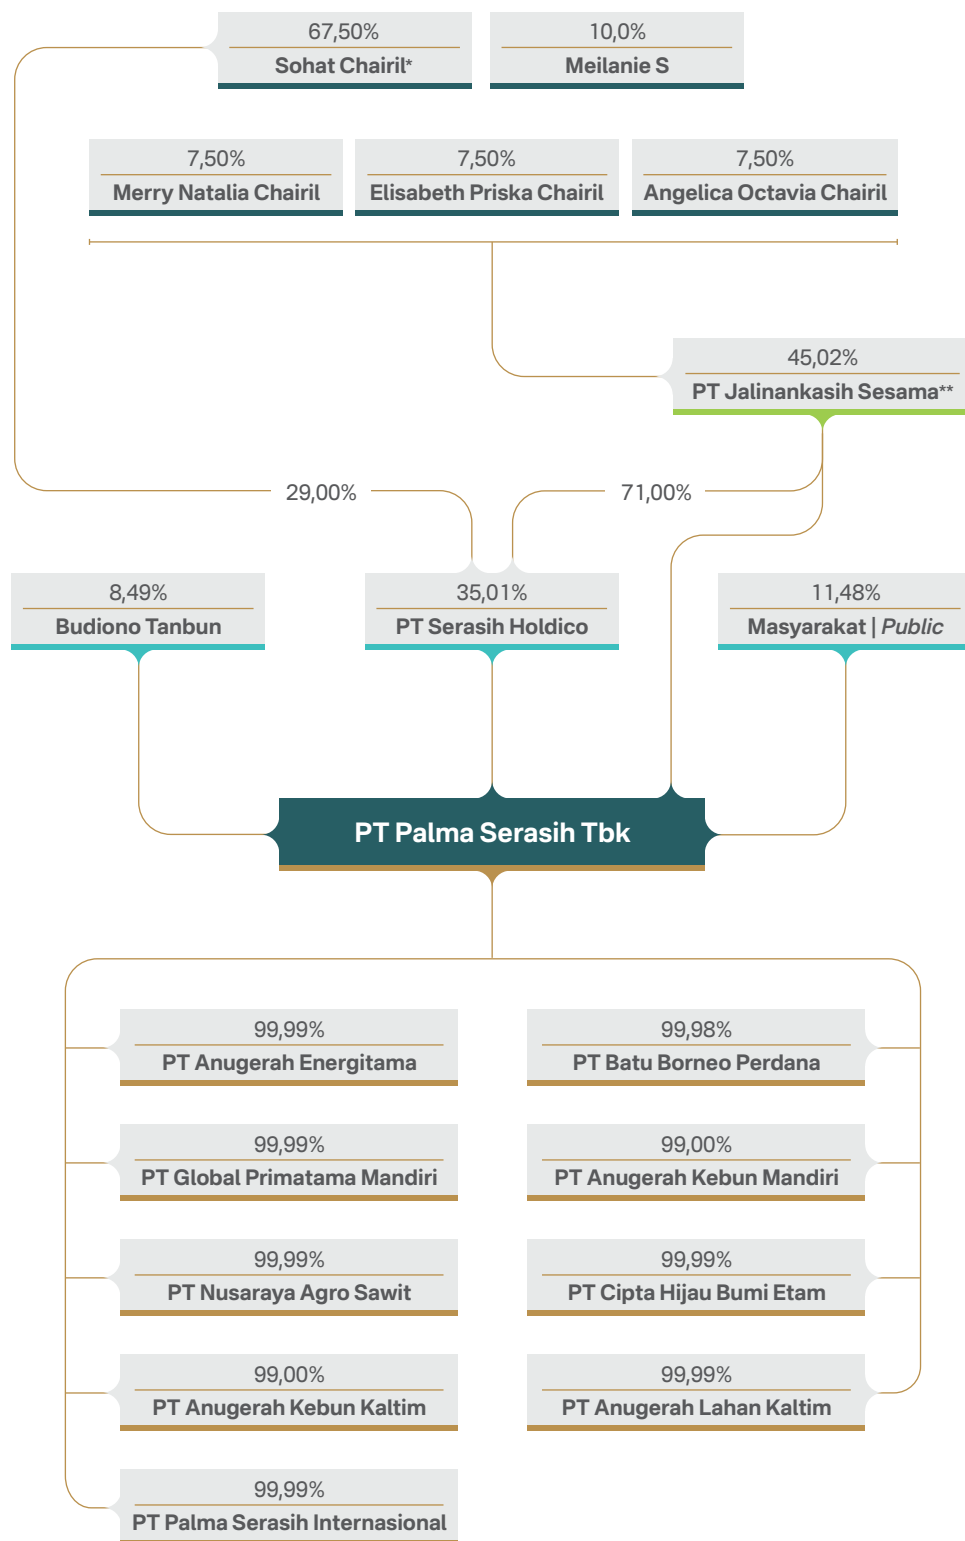 67,50%
Sohat Chairil*
10,0%
Meilanie S
7,50%
Merry Natalia Chairil
7,50%
Elisabeth Priska Chairil
7,50%
Angelica Octavia Chairil
45,02%
PT Jalinankasih Sesama**
29,00%
71,00%
8,49%
Budiono Tanbun
35,01%
PT Serasih Holdico
11,48%
Masyarakat | Public
PT Palma Serasih Tbk
99,99%
PT Anugerah Energitama
99,98%
PT Batu Borneo Perdana
99,99%
PT Global Primatama Mandiri
99,00%
PT Anugerah Kebun Mandiri
99,99%
PT Nusaraya Agro Sawit
99,99%
PT Cipta Hijau Bumi Etam
99,00%
PT Anugerah Kebun Kaltim
99,99%
PT Anugerah Lahan Kaltim
99,99%
PT Palma Serasih Internasional